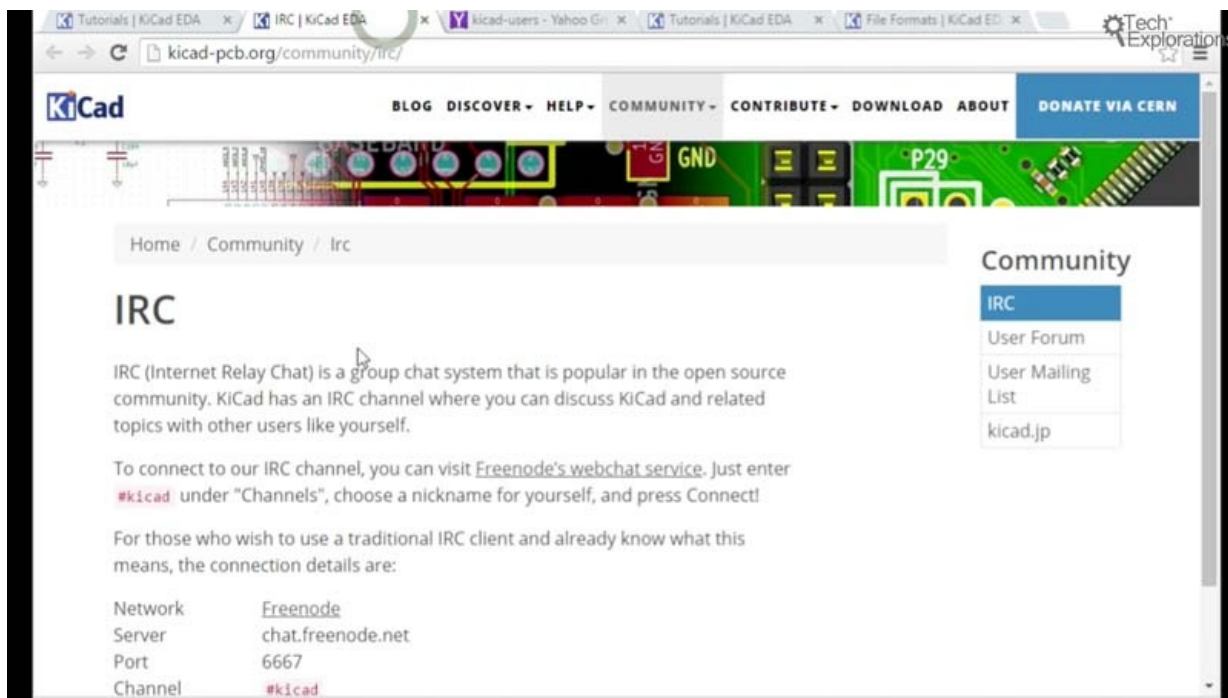 Tutorials | KiCad EDA
IRC | KiCad EDA
kicad-users - Yahoo Gr
Tutorials | KiCad EDA
File Formats | KiCad ED
Tech
Explorations
kicad-pcb.org/community/irc/
KiCad
BLOG DISCOVER HELP COMMUNITY CONTRIBUTE DOWNLOAD ABOUT DONATE VIA CERN
BASEBAND
GND
P29
Home / Community / Irc
IRC
IRC (Internet Relay Chat) is a group chat system that is popular in the open source
community. KiCad has an IRC channel where you can discuss KiCad and related
topics with other users like yourself.
To connect to our IRC channel, you can visit Freenode's webchat service. Just enter
#kicad under "Channels", choose a nickname for yourself, and press Connect!
For those who wish to use a traditional IRC client and already know what this
means, the connection details are:
Network Freenode
Server chat.freenode.net
Port 6667
Channel #kicad
Community
IRC
User Forum
User Mailing
List
kicad.jp